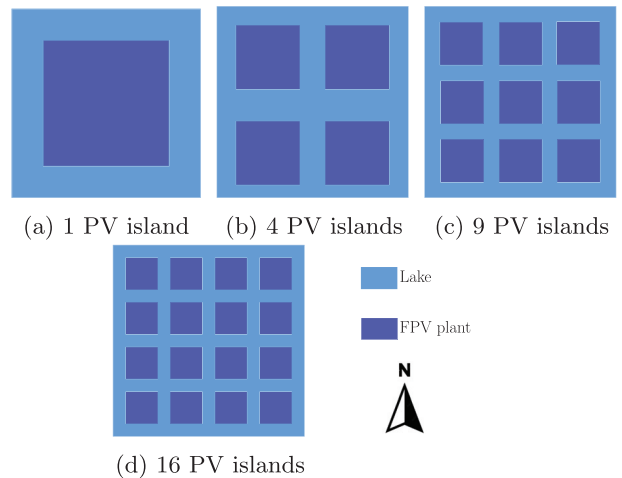 (a) 1 PV island
(b) 4 PV islands
(c) 9 PV islands
Lake
FPV plant
N
(d) 16 PV islands